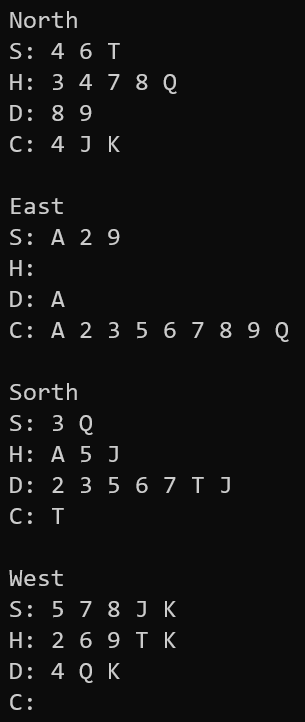 North
S: 4 6 T
H: 3 4 7 8 Q
D: 8 9
C: 4 J K
East
S: A 2 9
H:
D: A
C: A 2 3 5 6 7 8 9 Q
Sorth
S: 3 Q
H: A 5 J
D: 2 3 5 6 7 T J
C: T
West
S: 5 7 8 J K
H: 2 6 9 T K
D: 4 Q K
C: